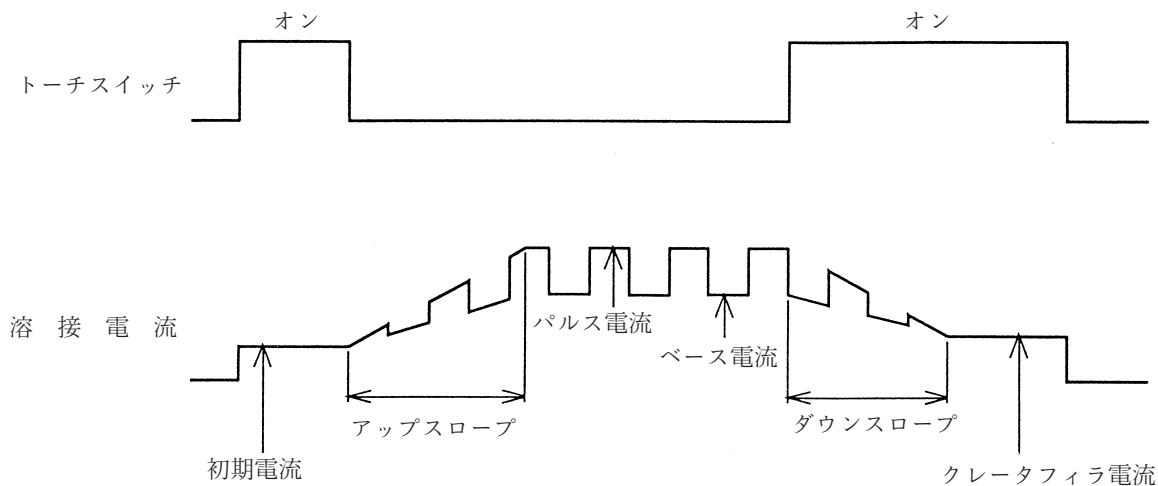 オン
オン
トーチスイッチ
溶接電流
パルス電流
ベース電流
アップスロープ
ダウンスロープ
初期電流
クレータフィラ電流